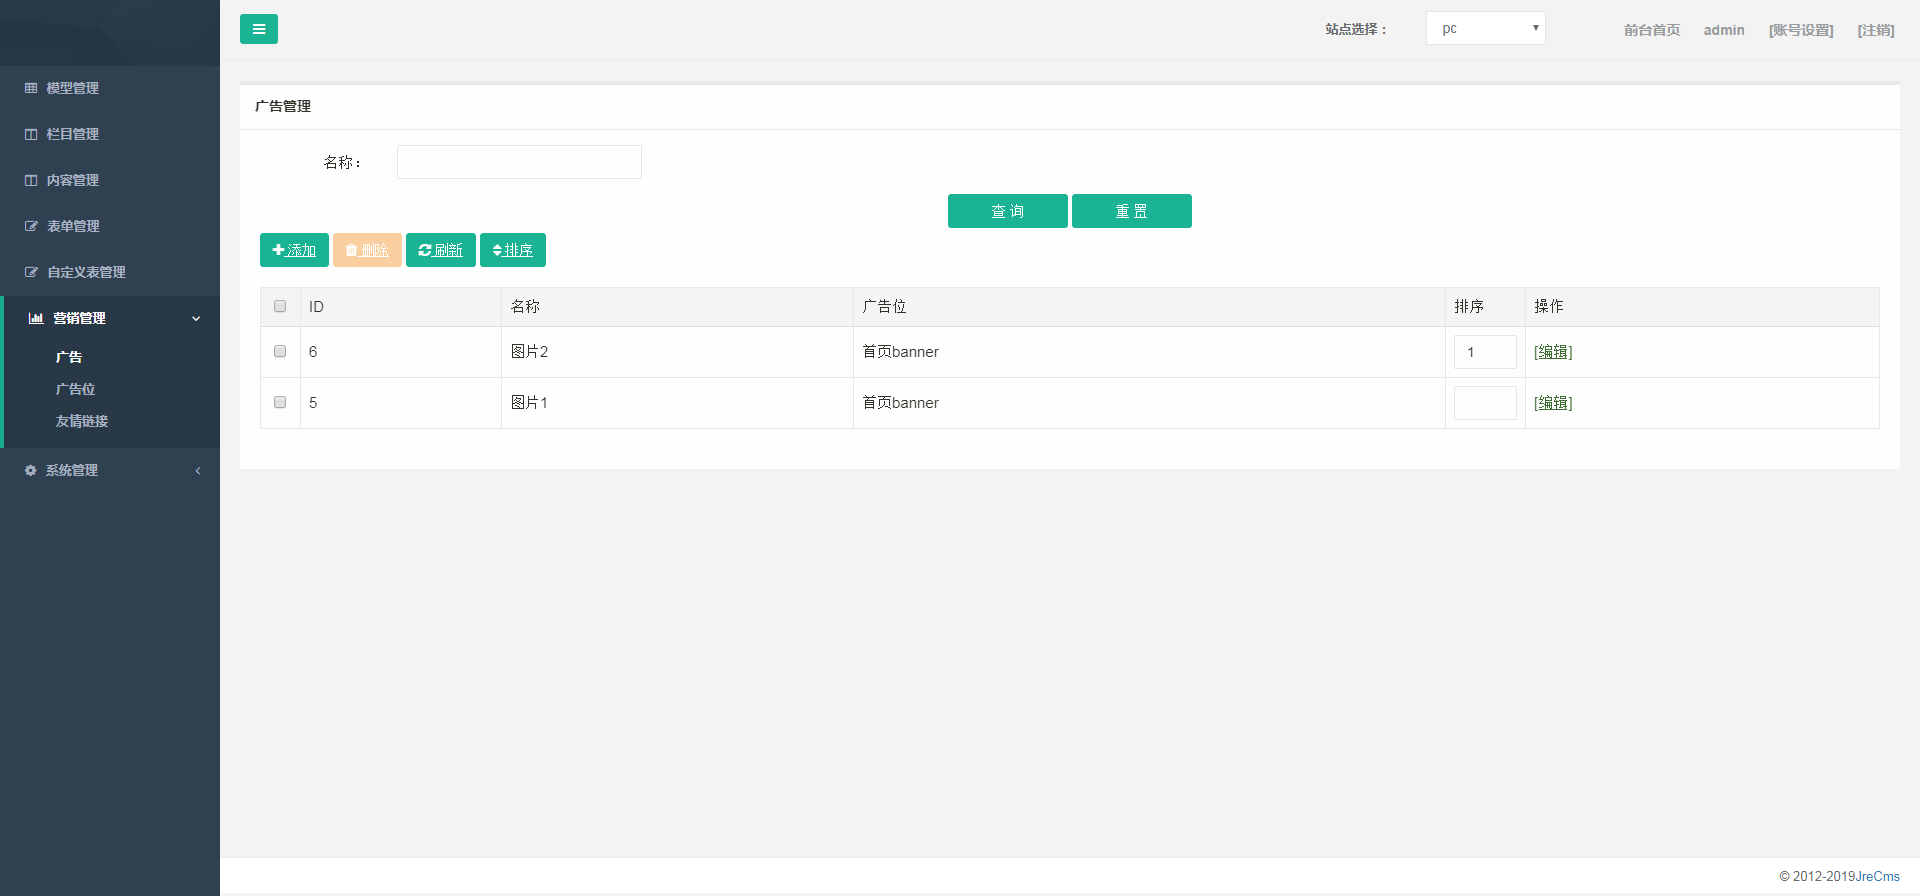 站点选择：
pc
前台首页
admin
[账号设置]
[注销]
模型管理
栏目管理
内容管理
表单管理
自定义表管理
营销管理
广告
广告位
友情链接
系统管理
广告管理
名称：
查 询
重 置
添加
删除
刷新
排序
ID 名称 广告位 排序 操作
6 图片2 首页banner 1 [编辑]
5 图片1 首页banner [编辑]
© 2012-2019JreCms